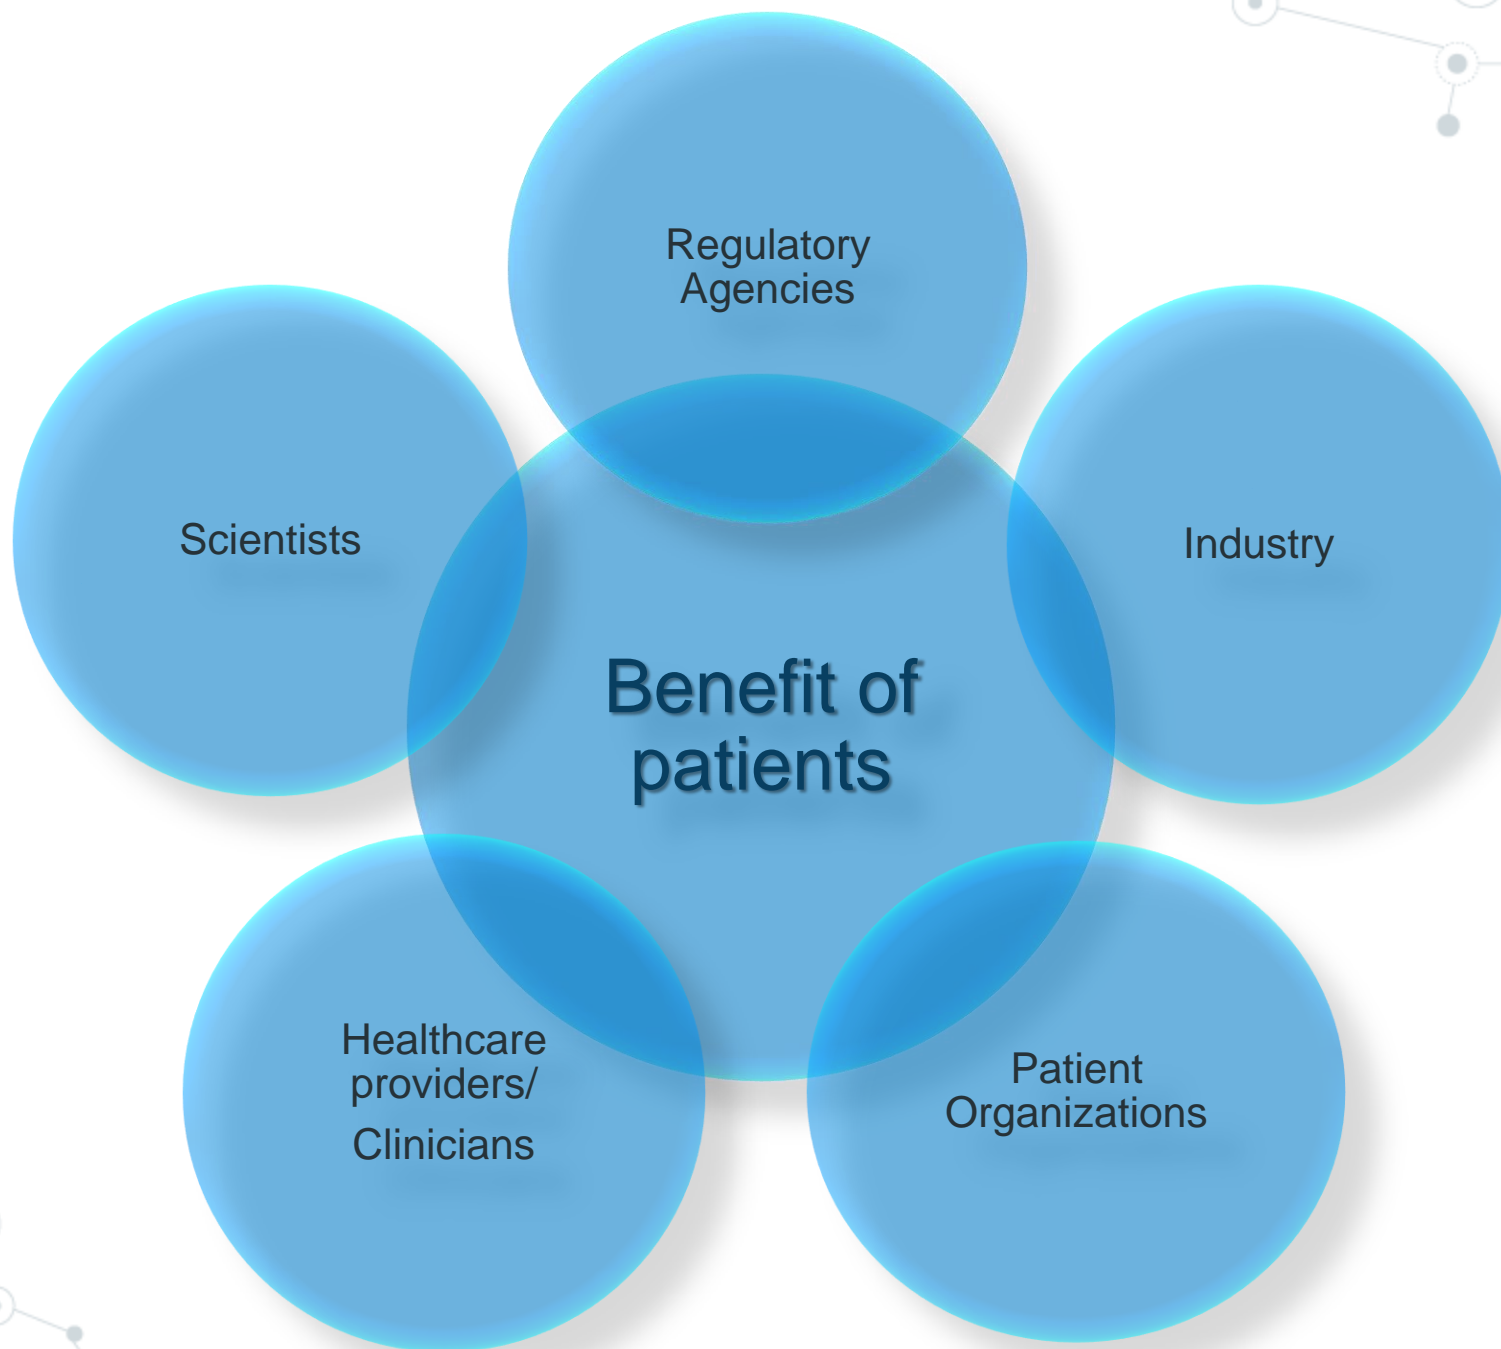 Regulatory
Agencies
Scientists
Industry
Benefit of
patients
Healthcare
providers/
Clinicians
Patient
Organizations